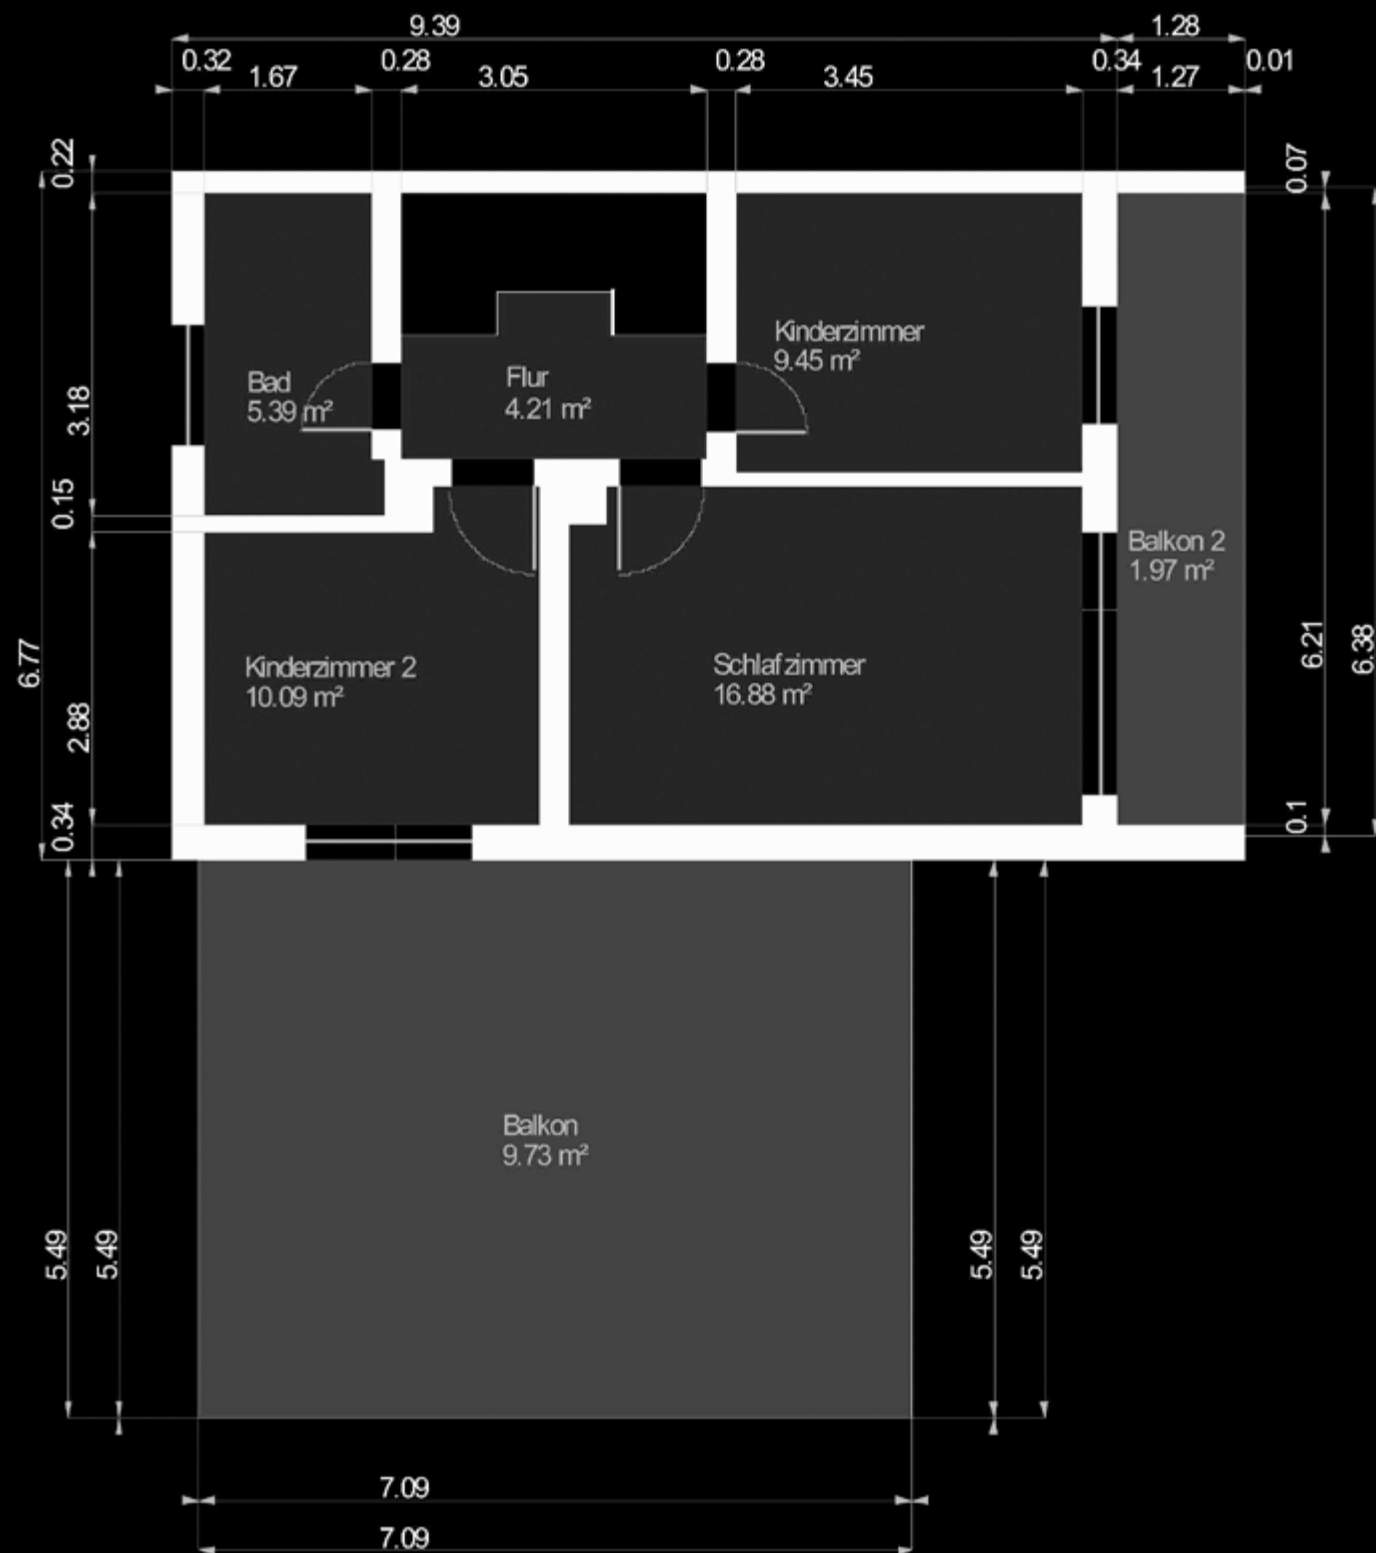 9.39
1.28
0.32
0.28
0.28
0.34
0.01
1.67
3.05
3.45
1.27
0.22
0.07
Kinderzimmer
9.45 m²
Bad
5.39 m²
Flur
4.21 m²
3.18
0.15
Balkon 2
1.97 m²
6.77
6.21
6.38
Kinderzimmer 2
10.09 m²
Schlafzimmer
16.88 m²
2.88
0.34
0.1
Balkon
9.73 m²
5.49
5.49
5.49
5.49
7.09
7.09